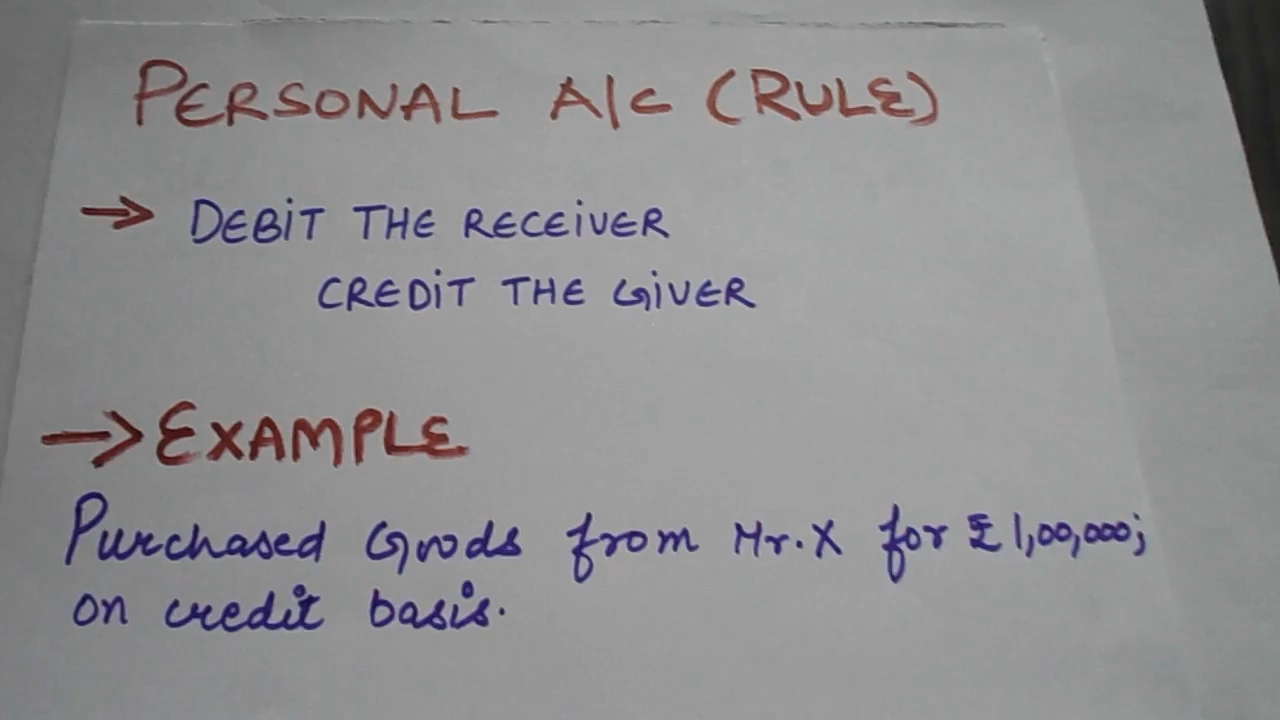 PERSONAL A/c (RULE)
→ DEBiT THE RECEiVER
CREDiT THE GiVER
→ EXAMPLE
Purchased Goods from Mr. X for ₹ 1,00,000;
on credit basis.